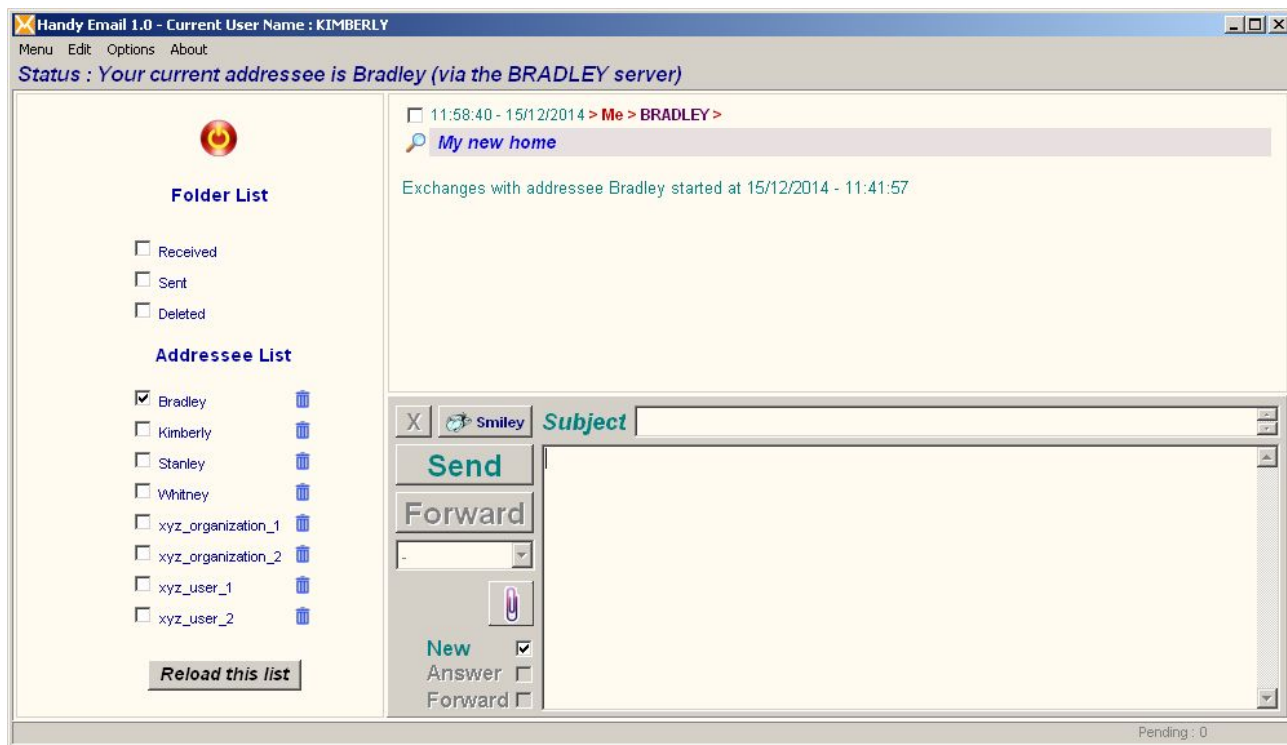 Handy Email 1.0 - Current User Name : KIMBERLY
Menu Edit Options About
Status : Your current addressee is Bradley (via the BRADLEY server)
Folder List
Received
Sent
Deleted
Addressee List
Bradley
Kimberly
Stanley
Whitney
xyz_organization_1
xyz_organization_2
xyz_user_1
xyz_user_2
Reload this list
11:58:40 - 15/12/2014 > Me > BRADLEY >
My new home
Exchanges with addressee Bradley started at 15/12/2014 - 11:41:57
X Smiley Subject
Send
Forward
-
New
Answer
Forward
Pending : 0